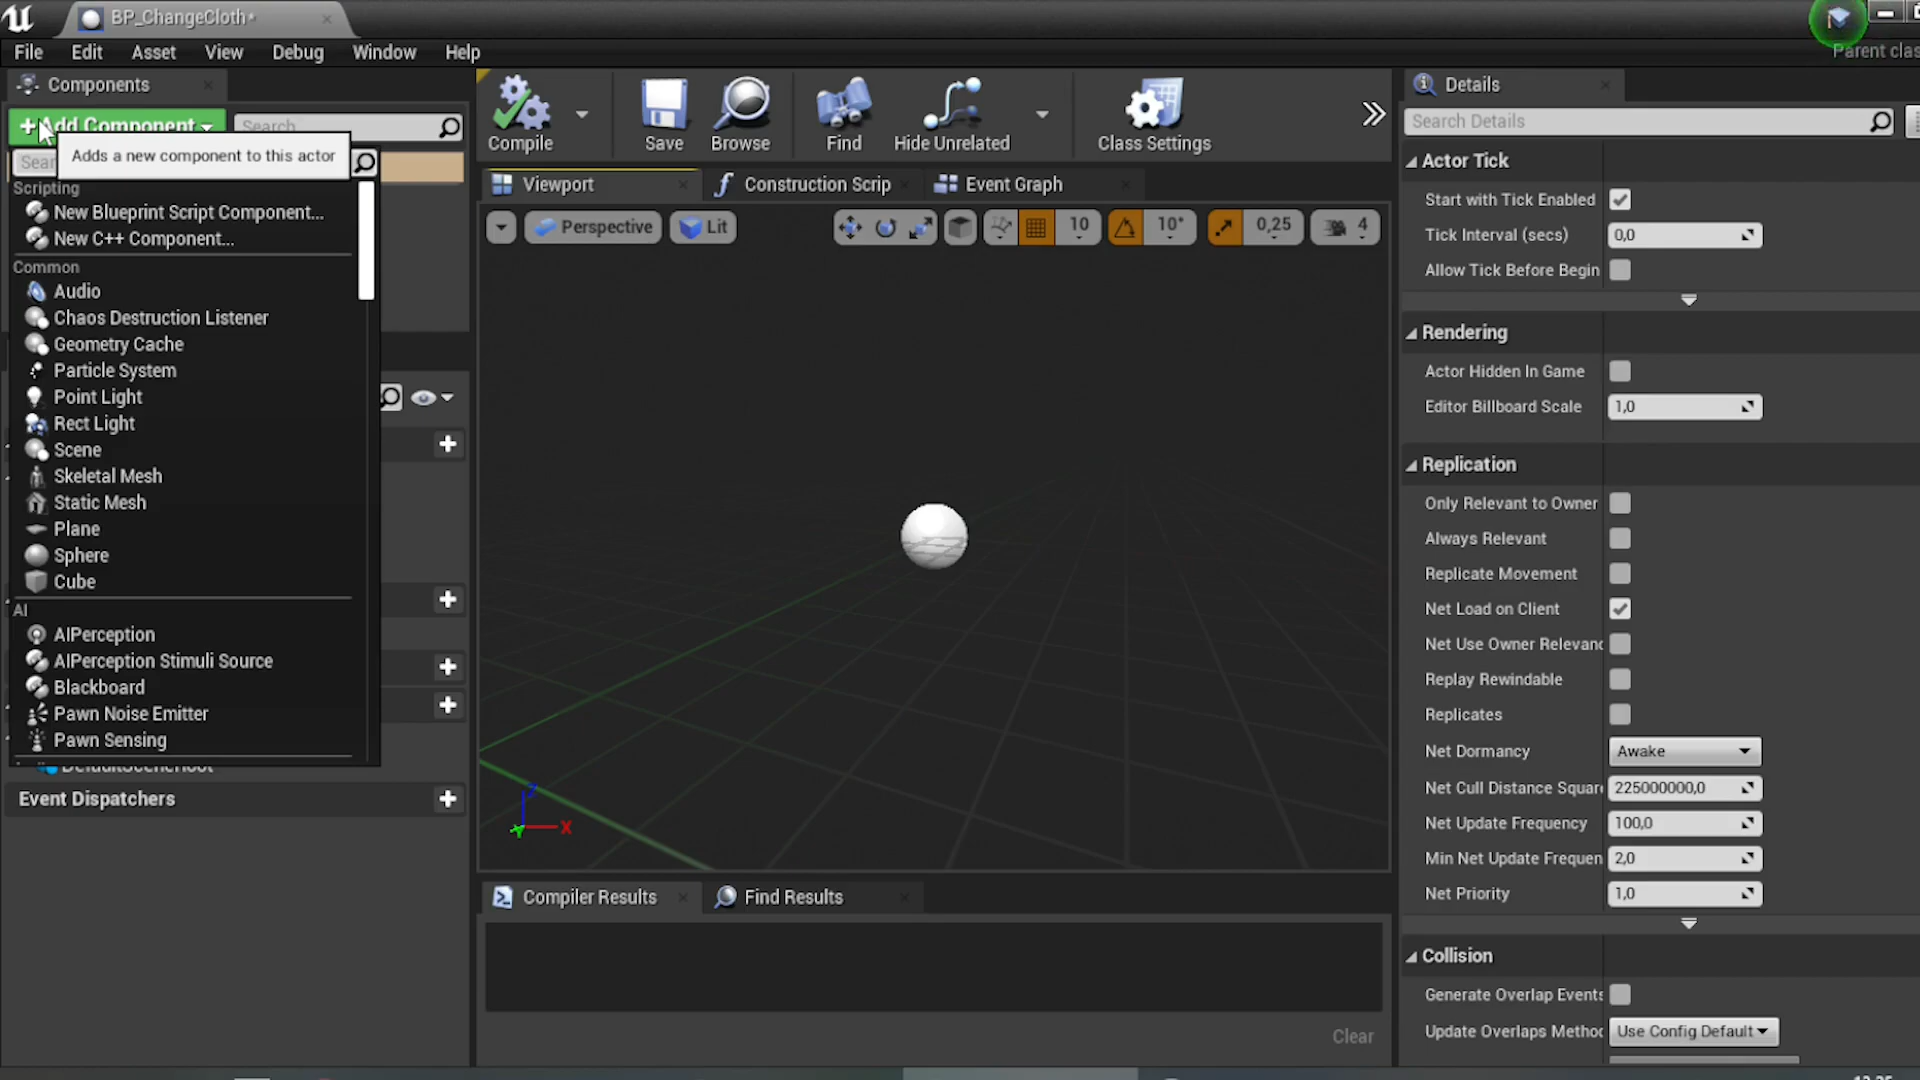 BP_ChangeCloth*
File Edit Asset View Debug Window Help
Parent clas
Components
+Add Component
Search
Adds a new component to this actor
Scripting
New Blueprint Script Component...
New C++ Component...
Common
Audio
Chaos Destruction Listener
Geometry Cache
Particle System
Point Light
Rect Light
Scene
Skeletal Mesh
Static Mesh
Plane
Sphere
Cube
AI
AIPerception
AIPerception Stimuli Source
Blackboard
Pawn Noise Emitter
Pawn Sensing
DefaultSceneRoot
Event Dispatchers
Compile
Save
Browse
Find
Hide Unrelated
Class Settings
Viewport
Construction Scrip
Event Graph
Perspective
Lit
10
10°
0,25
4
X
Compiler Results
Find Results
Clear
Details
Search Details
Actor Tick
Start with Tick Enabled
Tick Interval (secs) 0,0
Allow Tick Before Begin
Rendering
Actor Hidden In Game
Editor Billboard Scale 1,0
Replication
Only Relevant to Owner
Always Relevant
Replicate Movement
Net Load on Client
Net Use Owner Relevanc
Replay Rewindable
Replicates
Net Dormancy Awake
Net Cull Distance Squar 225000000,0
Net Update Frequency 100,0
Min Net Update Frequen 2,0
Net Priority 1,0
Collision
Generate Overlap Events
Update Overlaps Metho Use Config Default